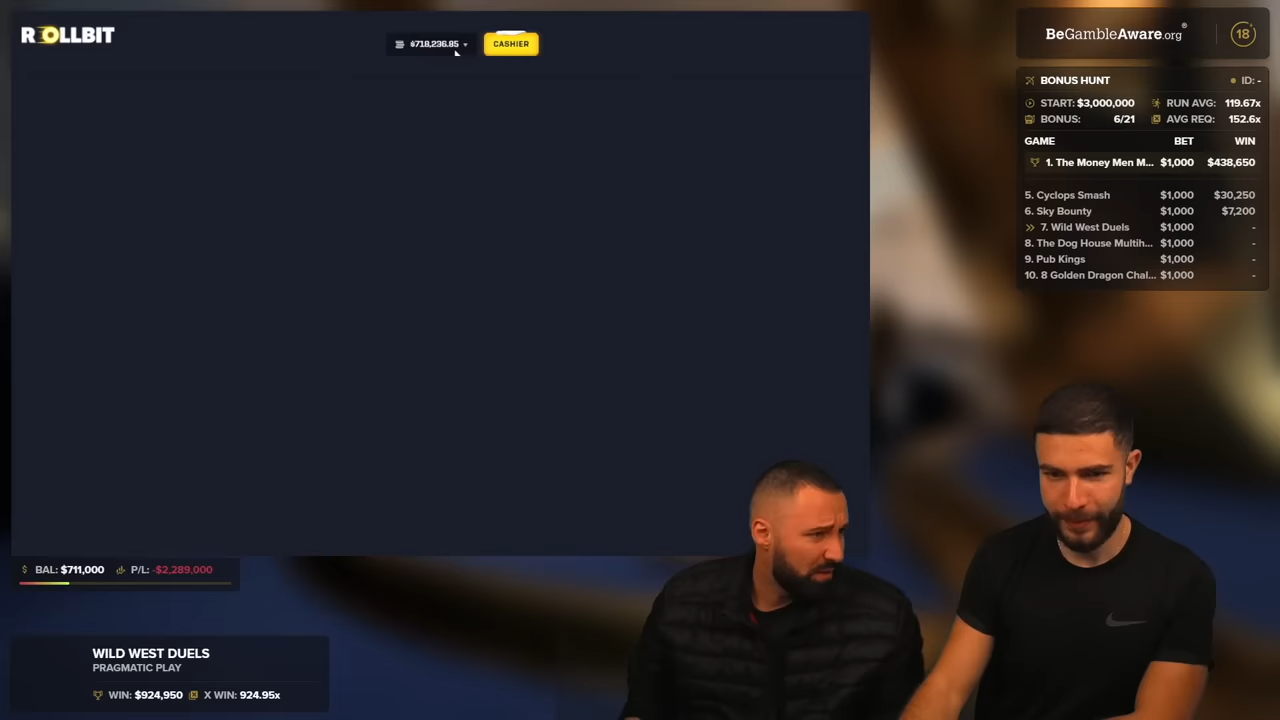 ROLLBIT
$718,236.85
CASHIER
BeGambleAware.org®
18
BONUS HUNT
ID: -
START: $3,000,000
RUN AVG: 119.67x
BONUS: 6/21
AVG REQ: 152.6x
GAME BET WIN
1. The Money Men M... $1,000 $438,650
5. Cyclops Smash $1,000 $30,250
6. Sky Bounty $1,000 $7,200
7. Wild West Duels $1,000 -
8. The Dog House Multih... $1,000 -
9. Pub Kings $1,000 -
10. 8 Golden Dragon Chal... $1,000 -
$ BAL: $711,000 P/L: -$2,289,000
WILD WEST DUELS
PRAGMATIC PLAY
WIN: $924,950 X WIN: 924.95x